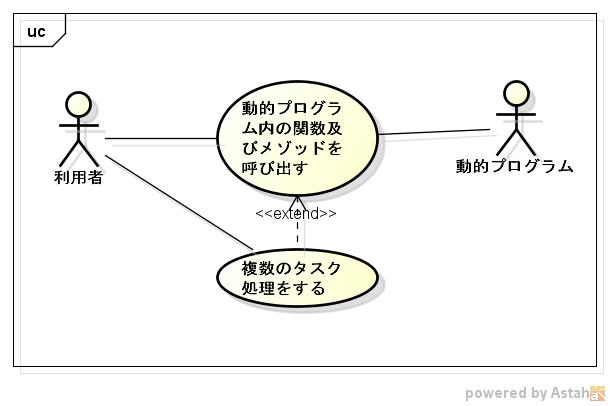 uc
動的プログラ
ム内の関数及
びメゾッドを
呼び出す
利用者
動的プログラム
<<extend>>
複数のタスク
処理をする
powered by Astah